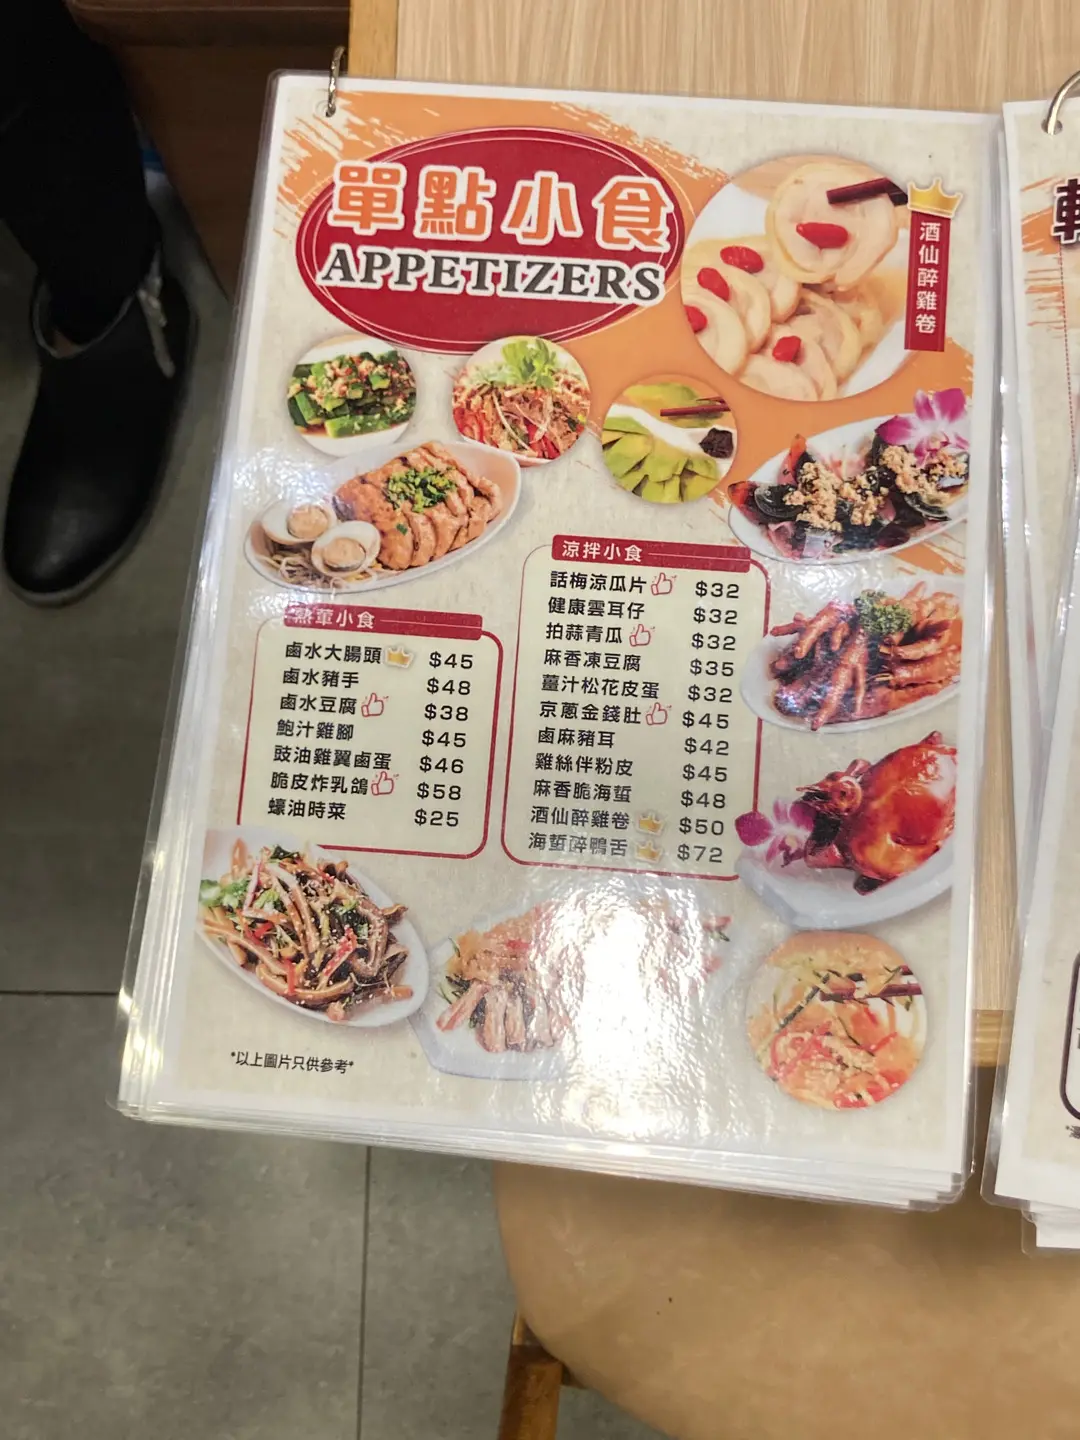 單點小食
APPETIZERS
酒仙醉雞卷
熱葷小食
鹵水大腸頭 $45
鹵水豬手 $48
鹵水豆腐 $38
鮑汁雞腳 $45
豉油雞翼鹵蛋 $46
脆皮炸乳鴿 $58
蠔油時菜 $25
涼拌小食
話梅涼瓜片 $32
健康雲耳仔 $32
拍蒜青瓜 $32
麻香凍豆腐 $35
薑汁松花皮蛋 $32
京蔥金錢肚 $45
鹵麻豬耳 $42
雞絲伴粉皮 $45
麻香脆海蜇 $48
酒仙醉雞卷 $50
海蜇醉鴨舌 $72
*以上圖片只供參考*